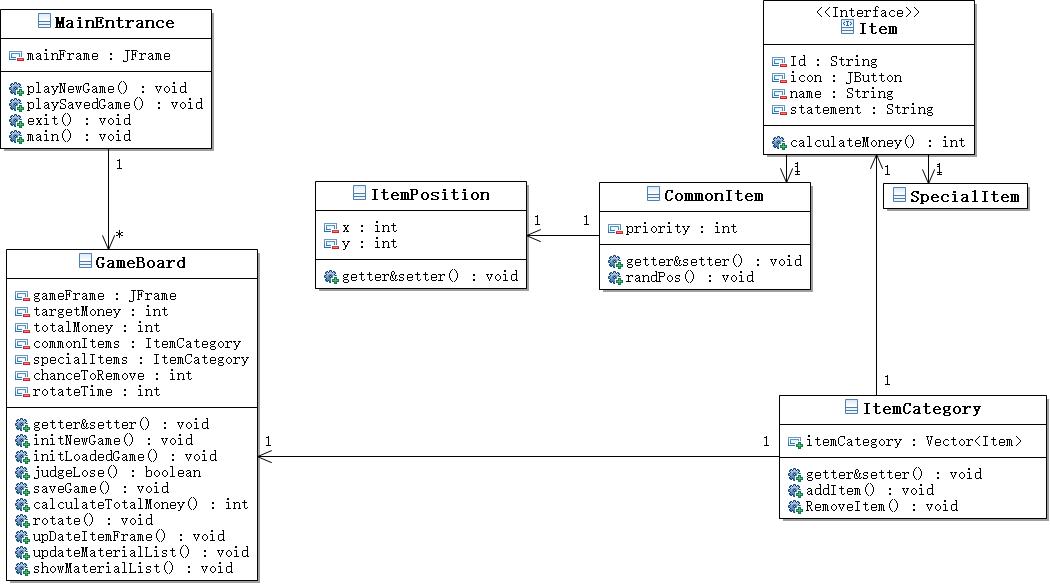 MainEntrance
mainFrame : JFrame
playNewGame() : void
playSavedGame() : void
exit() : void
main() : void
1
*
<<Interface>>
Item
Id : String
icon : JButton
name : String
statement : String
calculateMoney() : int
1
1
1
SpecialItem
ItemPosition
x : int
y : int
getter&setter() : void
1
1
CommonItem
priority : int
getter&setter() : void
randPos() : void
GameBoard
gameFrame : JFrame
targetMoney : int
totalMoney : int
commonItems : ItemCategory
specialItems : ItemCategory
chanceToRemove : int
rotateTime : int
getter&setter() : void
initNewGame() : void
initLoadedGame() : void
judgeLose() : boolean
saveGame() : void
calculateTotalMoney() : int
rotate() : void
upDateItemFrame() : void
updateMaterialList() : void
showMaterialList() : void
1
1
1
ItemCategory
itemCategory : Vector<Item>
getter&setter() : void
addItem() : void
RemoveItem() : void